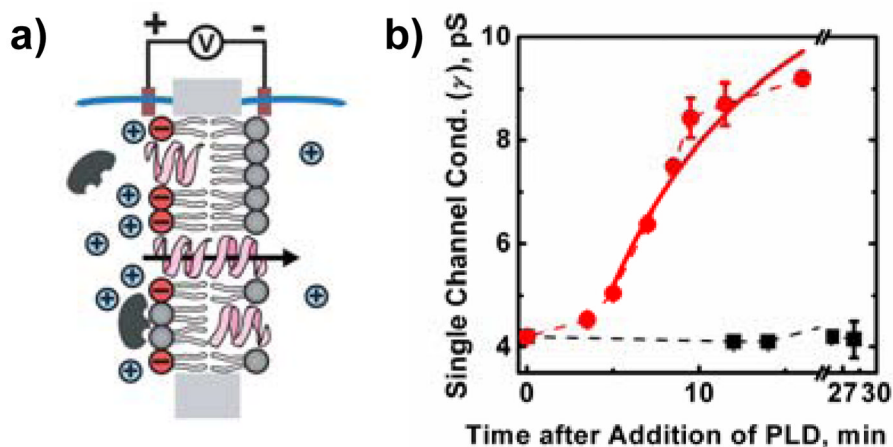 a)
+ V -
b)
Single Channel Cond. (γ), pS
10
8
6
4
0 10 27 30
Time after Addition of PLD, min